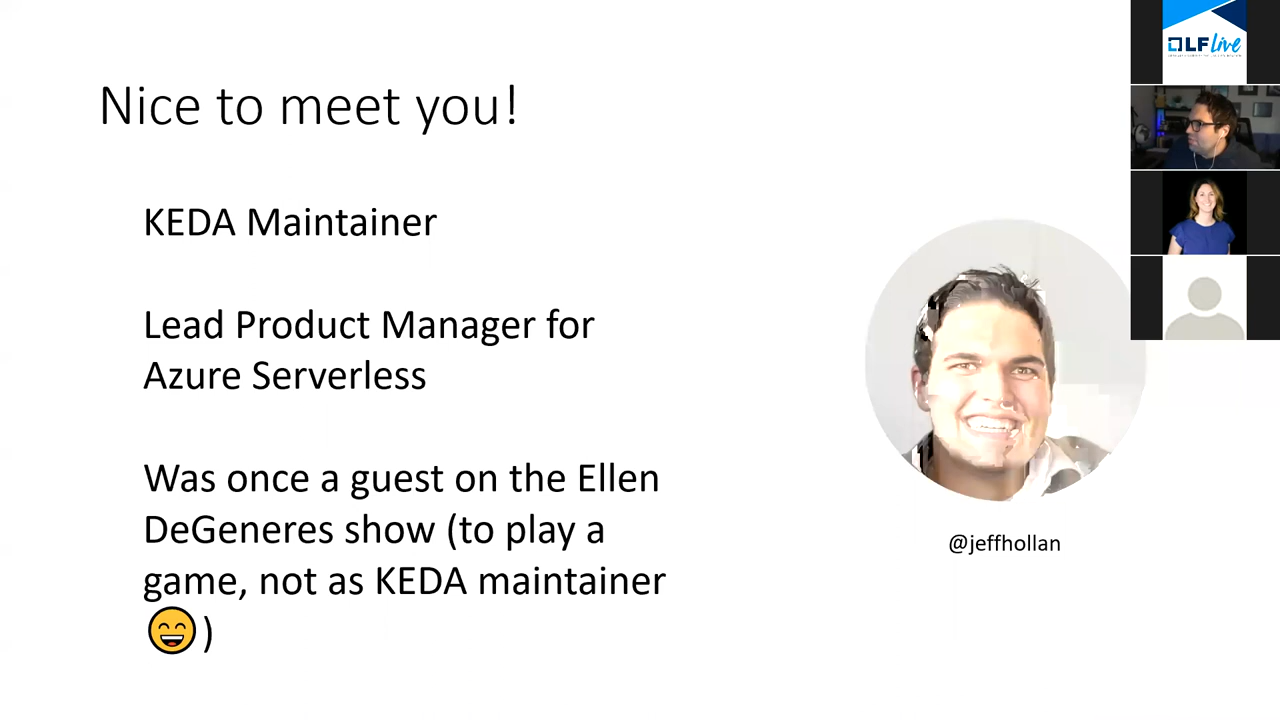 Nice to meet you!
KEDA Maintainer
Lead Product Manager for
Azure Serverless
Was once a guest on the Ellen
DeGeneres show (to play a
game, not as KEDA maintainer
😄)
@jeffhollan
LF live